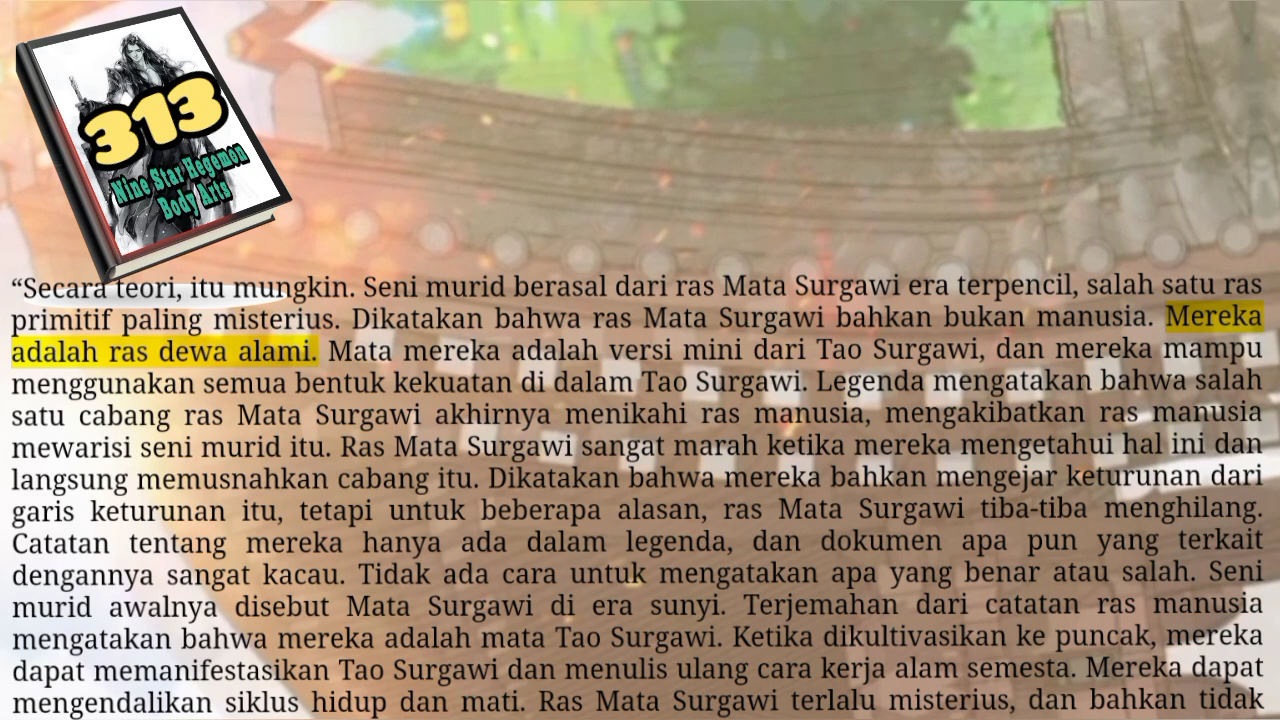 313
Nine Star Hegemon
Body Arts
“Secara teori, itu mungkin. Seni murid berasal dari ras Mata Surgawi era terpencil, salah satu ras
primitif paling misterius. Dikatakan bahwa ras Mata Surgawi bahkan bukan manusia. Mereka
adalah ras dewa alami. Mata mereka adalah versi mini dari Tao Surgawi, dan mereka mampu
menggunakan semua bentuk kekuatan di dalam Tao Surgawi. Legenda mengatakan bahwa salah
satu cabang ras Mata Surgawi akhirnya menikahi ras manusia, mengakibatkan ras manusia
mewarisi seni murid itu. Ras Mata Surgawi sangat marah ketika mereka mengetahui hal ini dan
langsung memusnahkan cabang itu. Dikatakan bahwa mereka bahkan mengejar keturunan dari
garis keturunan itu, tetapi untuk beberapa alasan, ras Mata Surgawi tiba-tiba menghilang.
Catatan tentang mereka hanya ada dalam legenda, dan dokumen apa pun yang terkait
dengannya sangat kacau. Tidak ada cara untuk mengatakan apa yang benar atau salah. Seni
murid awalnya disebut Mata Surgawi di era sunyi. Terjemahan dari catatan ras manusia
mengatakan bahwa mereka adalah mata Tao Surgawi. Ketika dikultivasikan ke puncak, mereka
dapat memanifestasikan Tao Surgawi dan menulis ulang cara kerja alam semesta. Mereka dapat
mengendalikan siklus hidup dan mati. Ras Mata Surgawi terlalu misterius, dan bahkan tidak